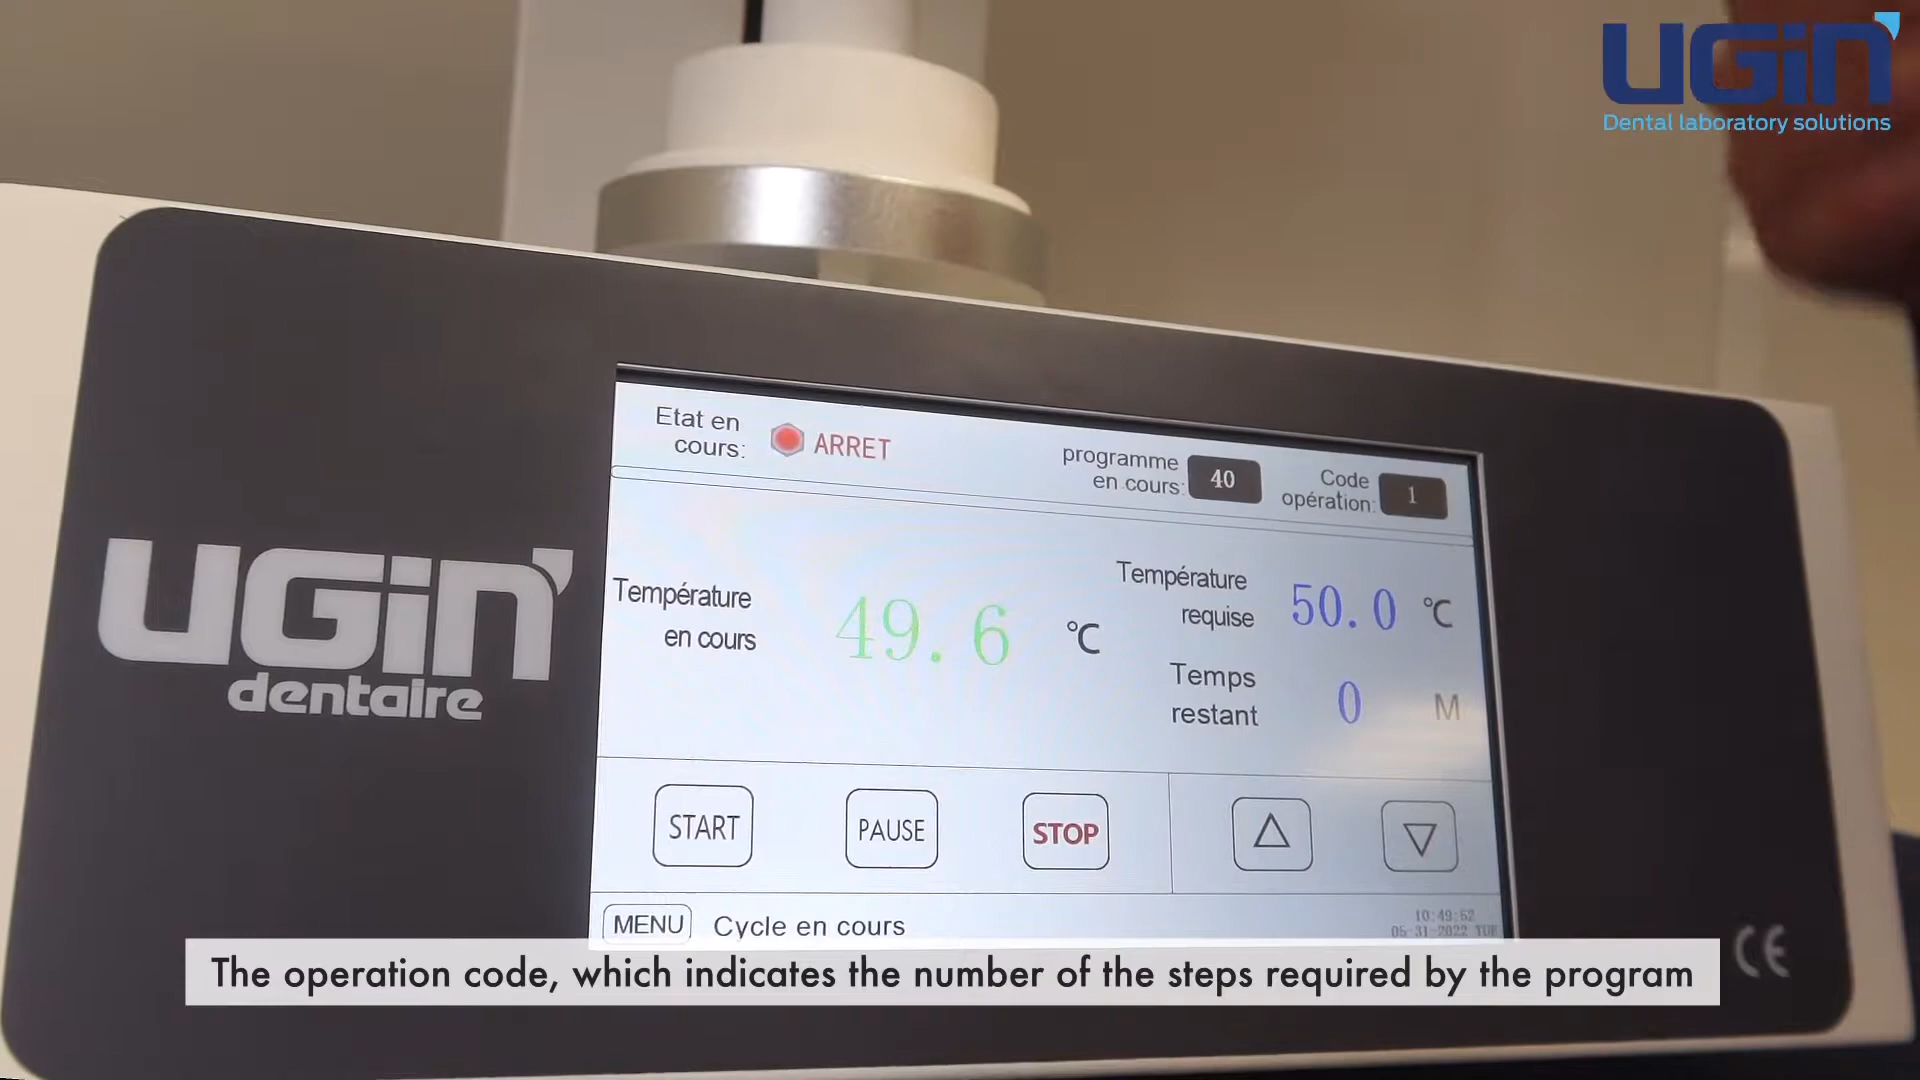 UGiN
Dental laboratory solutions
Etat en
cours:
ARRET
programme
en cours:
40
Code
opération:
1
UGiN
dentaire
Température
en cours
49.6 °C
Température
requise
50.0 °C
Temps
restant
0 M
START
PAUSE
STOP
MENU
Cycle en cours
10:49:52
05-31-2022 TUE
The operation code, which indicates the number of the steps required by the program
CE